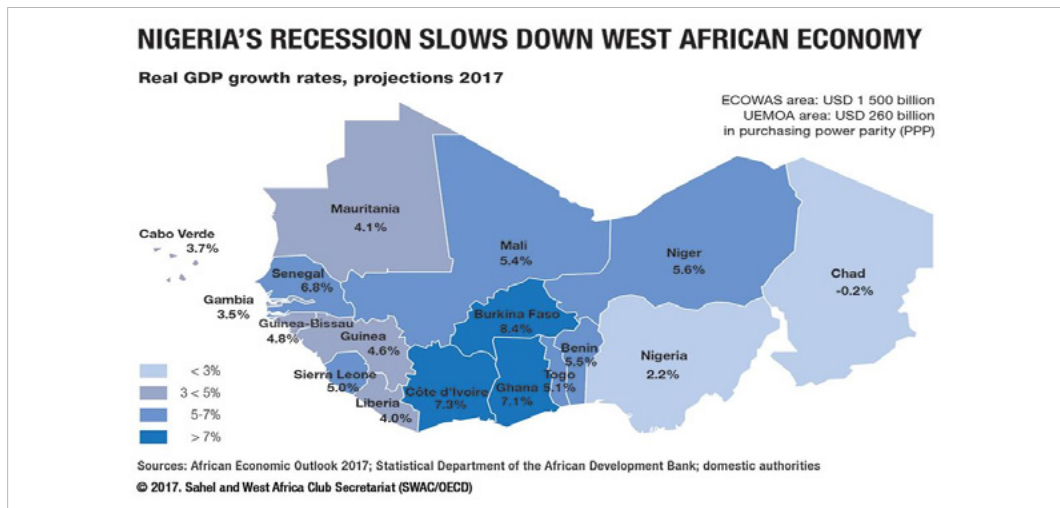 NIGERIA'S RECESSION SLOWS DOWN WEST AFRICAN ECONOMY
Real GDP growth rates, projections 2017
ECOWAS area: USD 1 500 billion
UEMOA area: USD 260 billion
in purchasing power parity (PPP)
Mauritania
4.1%
Cabo Verde
3.7%
Mali
5.4%
Niger
5.6%
Chad
-0.2%
Senegal
6.8%
Gambia
3.5%
Guinea-Bissau
4.8%
Guinea
4.6%
Burkina Faso
8.4%
Benin
5.5%
Nigeria
2.2%
Sierra Leone
5.0%
Liberia
4.0%
Côte d'Ivoire
7.3%
Ghana
7.1%
Togo
5.1%
< 3%
3 < 5%
5-7%
> 7%
Sources: African Economic Outlook 2017; Statistical Department of the African Development Bank; domestic authorities
© 2017. Sahel and West Africa Club Secretariat (SWAC/OECD)